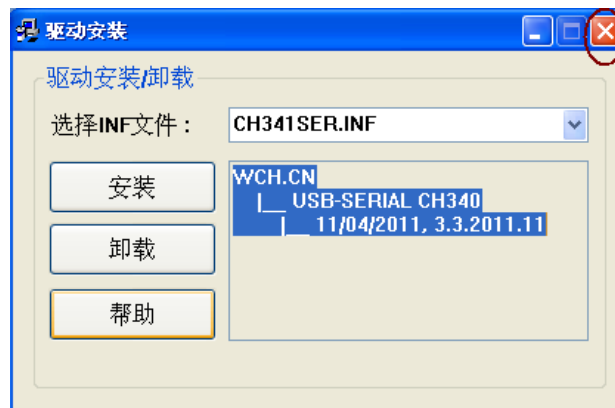 驱动安装
驱动安装/卸载
选择INF文件： CH341SER.INF
安装
卸载
帮助
WCH.CN
|__ USB-SERIAL CH340
|__ 11/04/2011, 3.3.2011.11